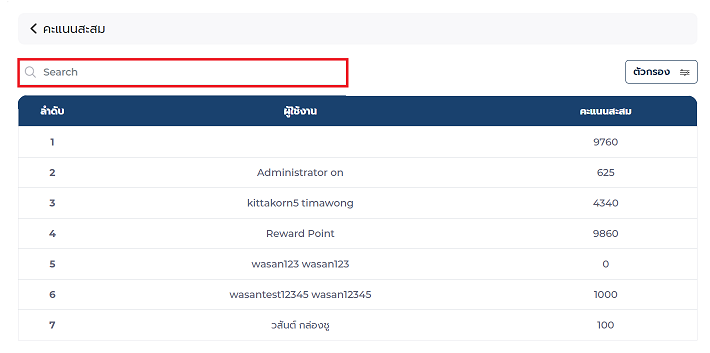 คะแนนสะสม
Search
ตัวกรอง
ลำดับ ผู้ใช้งาน คะแนนสะสม
1 9760
2 Administrator on 625
3 kittakorn5 timawong 4340
4 Reward Point 9860
5 wasan123 wasan123 0
6 wasantest12345 wasan12345 1000
7 วสันต์ กล่องชู 100